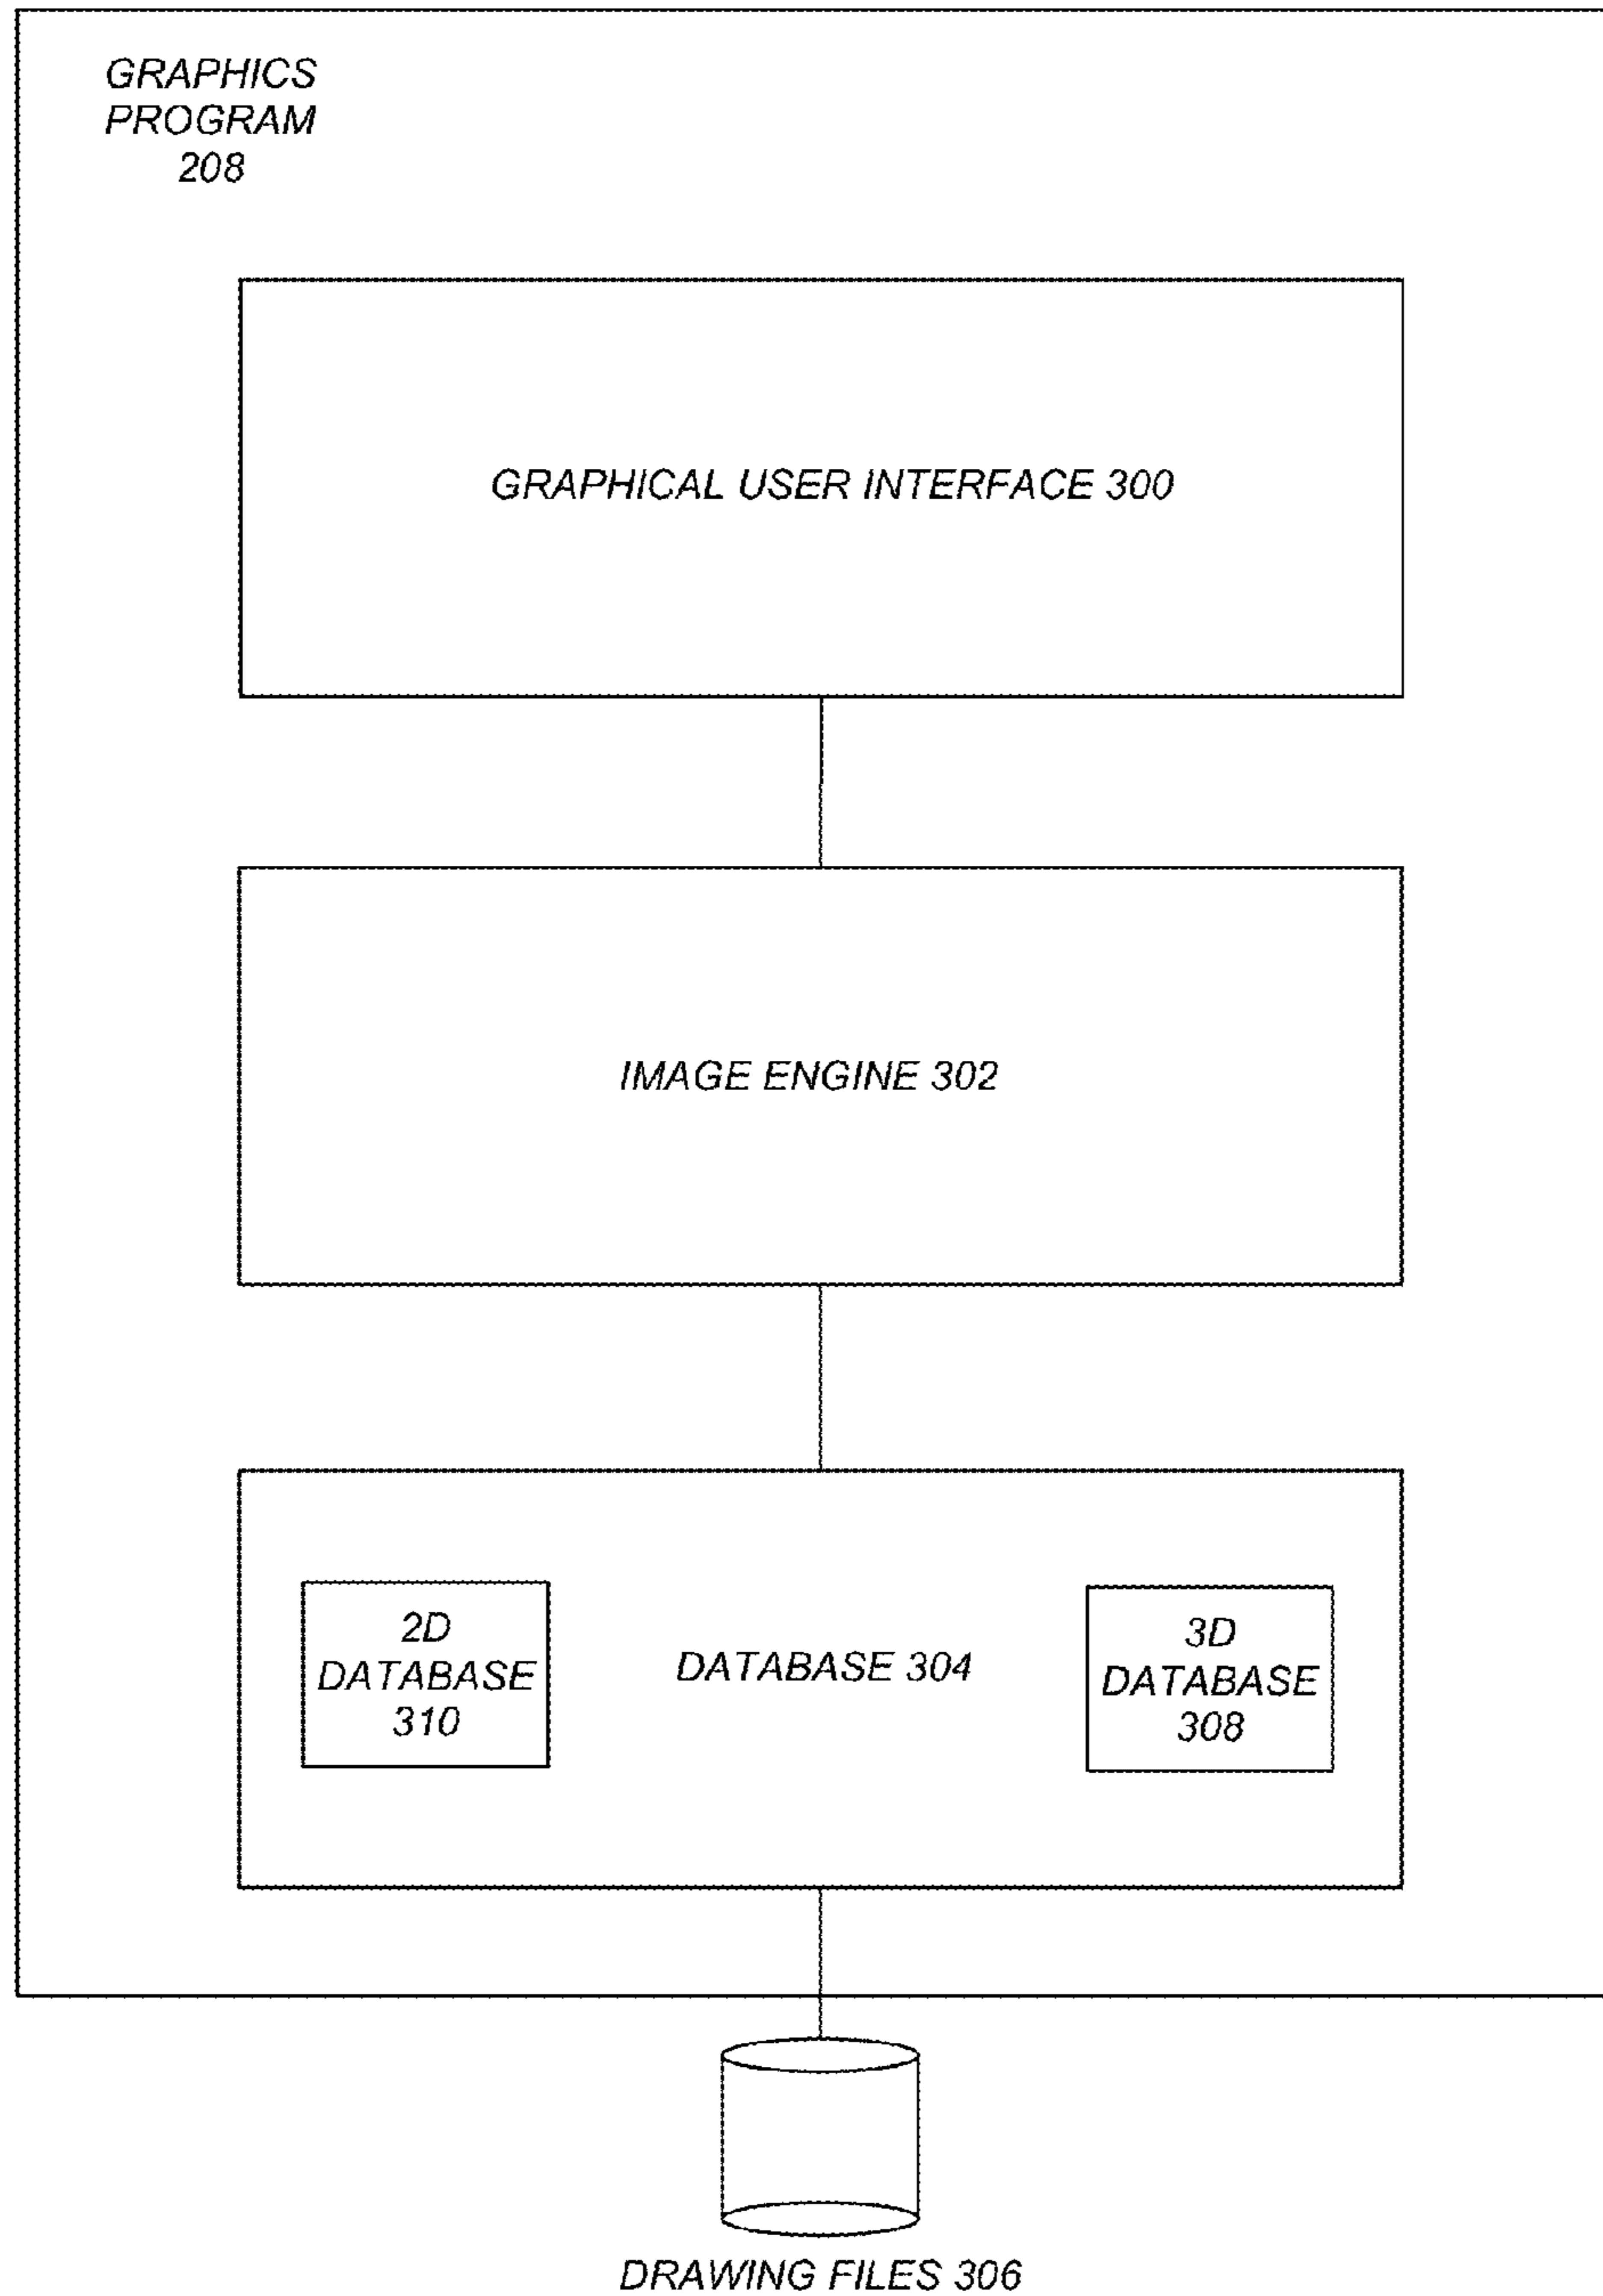 GRAPHICS
PROGRAM
208
GRAPHICAL USER INTERFACE 300
IMAGE ENGINE 302
2D
DATABASE
310
DATABASE 304
3D
DATABASE
308
DRAWING FILES 306